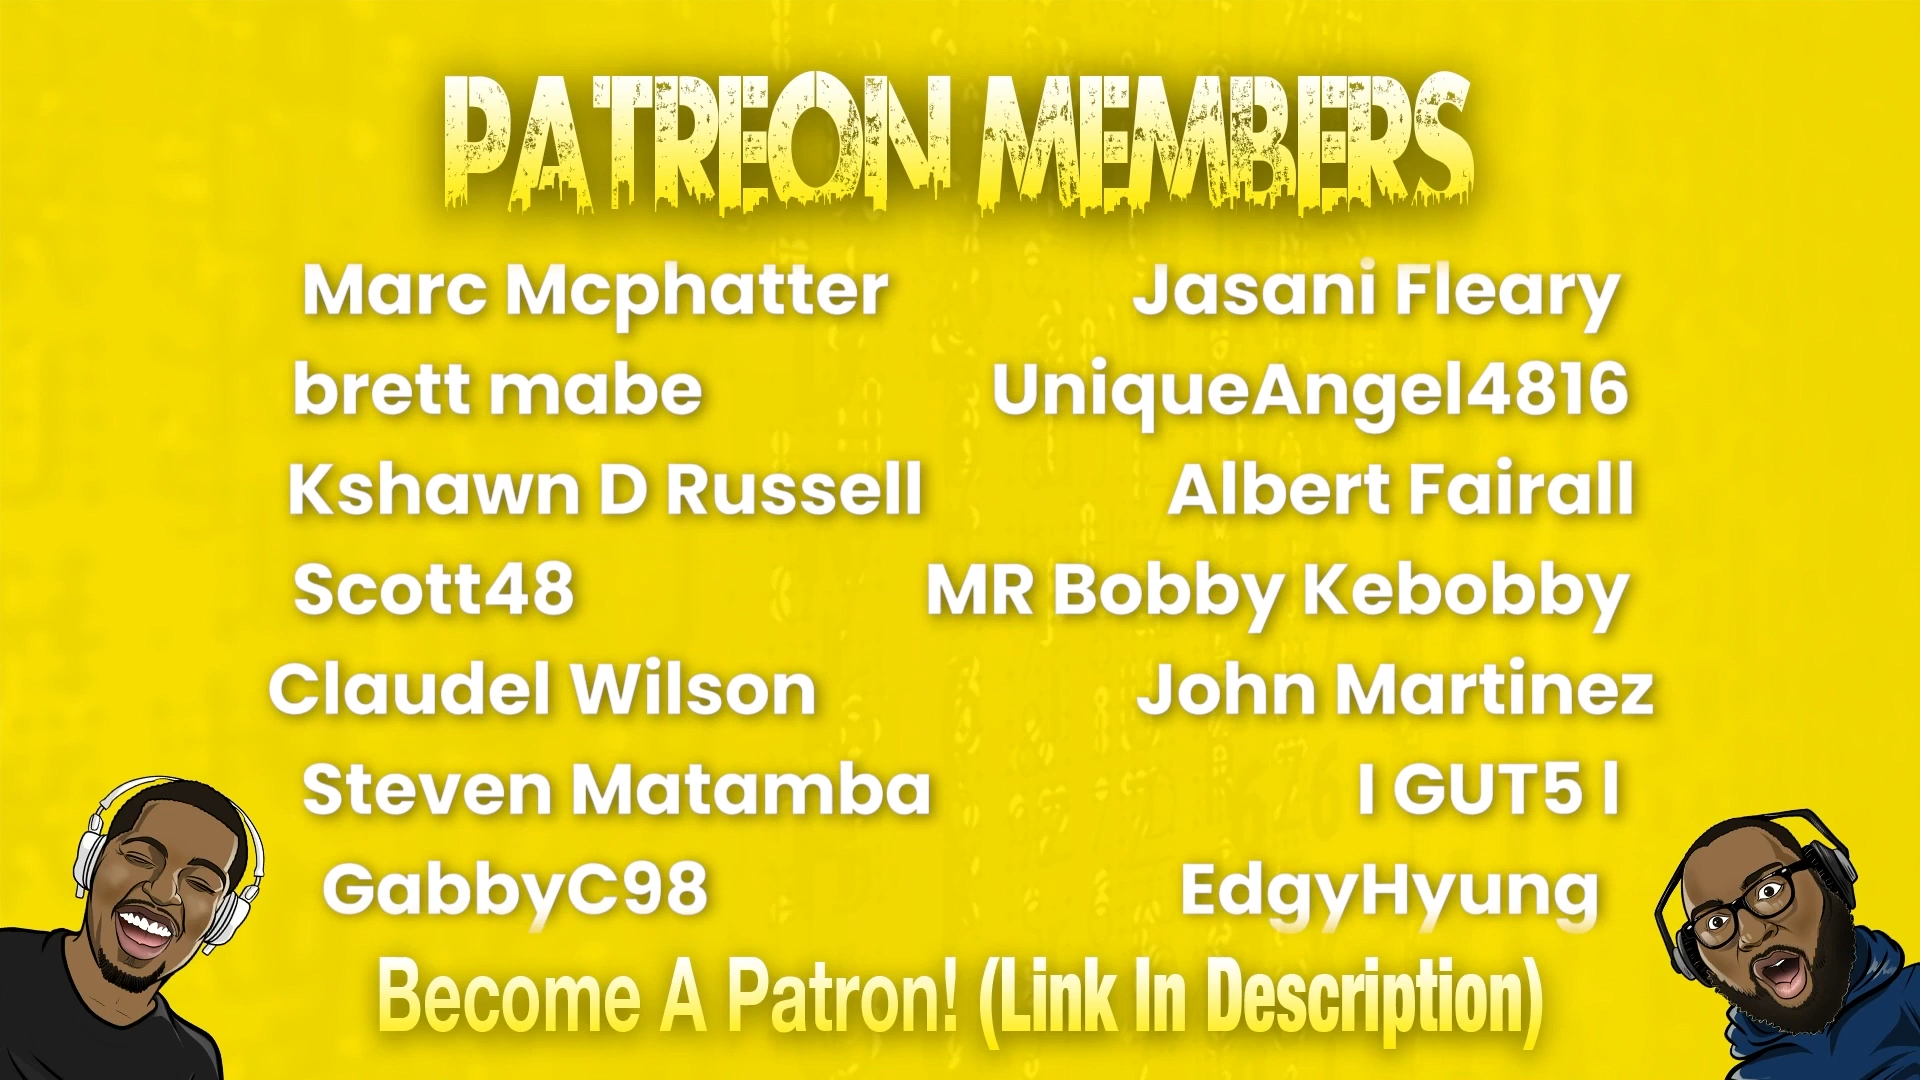 PATREON MEMBERS
Marc Mcphatter Jasani Fleary
brett mabe UniqueAngel4816
Kshawn D Russell Albert Fairall
Scott48 MR Bobby Kebobby
Claudel Wilson John Martinez
Steven Matamba I GUT5 l
GabbyC98 EdgyHyung
Become A Patron! (Link In Description)